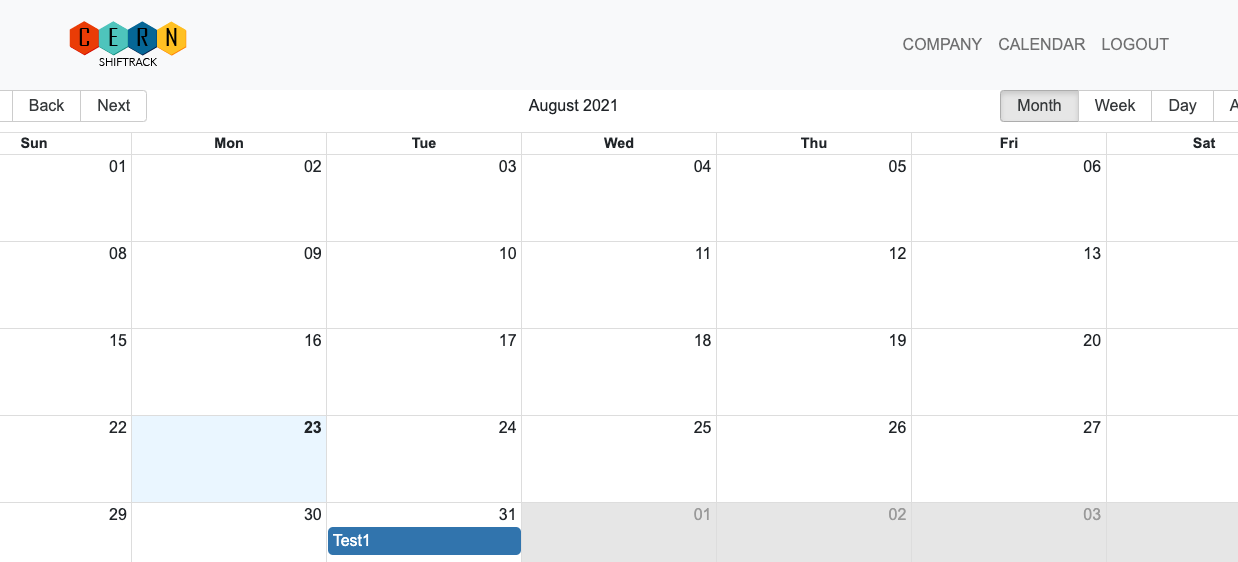 C E R N
SHIFTRACK
COMPANY CALENDAR LOGOUT
Back Next August 2021 Month Week Day A
Sun Mon Tue Wed Thu Fri Sat
01 02 03 04 05 06
08 09 10 11 12 13
15 16 17 18 19 20
22 23 24 25 26 27
29 30 31 01 02 03
Test1